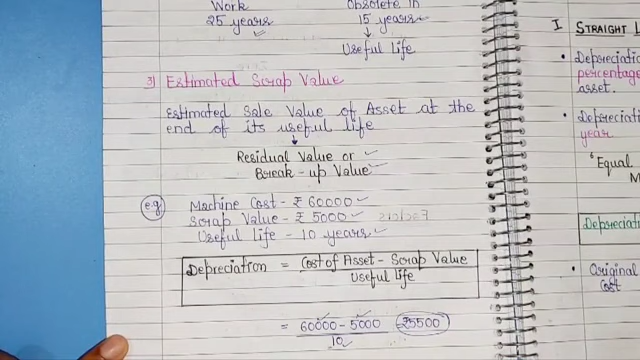 Work
25 years
Obsolete in
15 years
Useful Life
3) Estimated Scrap Value
Estimated Sale Value of Asset at the
end of its useful life
Residual Value or
Break-up Value
e.g Machine Cost - ₹ 60000
Scrap Value - ₹ 5000
Useful Life - 10 years
Depreciation = Cost of Asset - Scrap Value
Useful Life
= 60000 - 5000
10
I STRAIGHT L
• Depreciatio
percentage
asset.
• Depreciati
year
"Equal
M
Depreciati
• Original
Cost